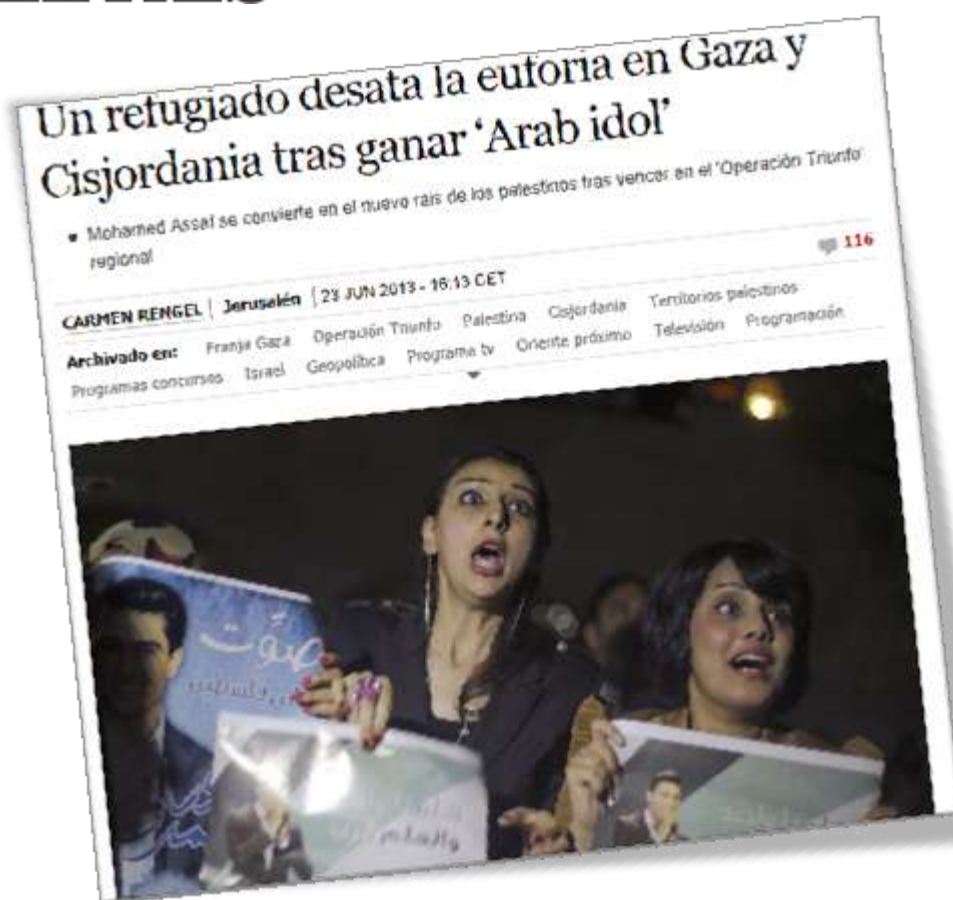 Un refugiado desata la euforia en Gaza y
Cisjordania tras ganar ‘Arab idol’
• Mohamed Assaf se convierte en el nuevo rais de los palestinos tras vencer en el 'Operación Triunfo'
regional
116
CARMEN RENGEL | Jerusalén | 23 JUN 2013 - 16:13 CET
Archivado en: Franja Gaza Operación Triunfo Palestina Cisjordania Territorios palestinos
Programas concursos Israel Geopolítica Programa tv Oriente próximo Televisión Programación
صوّت